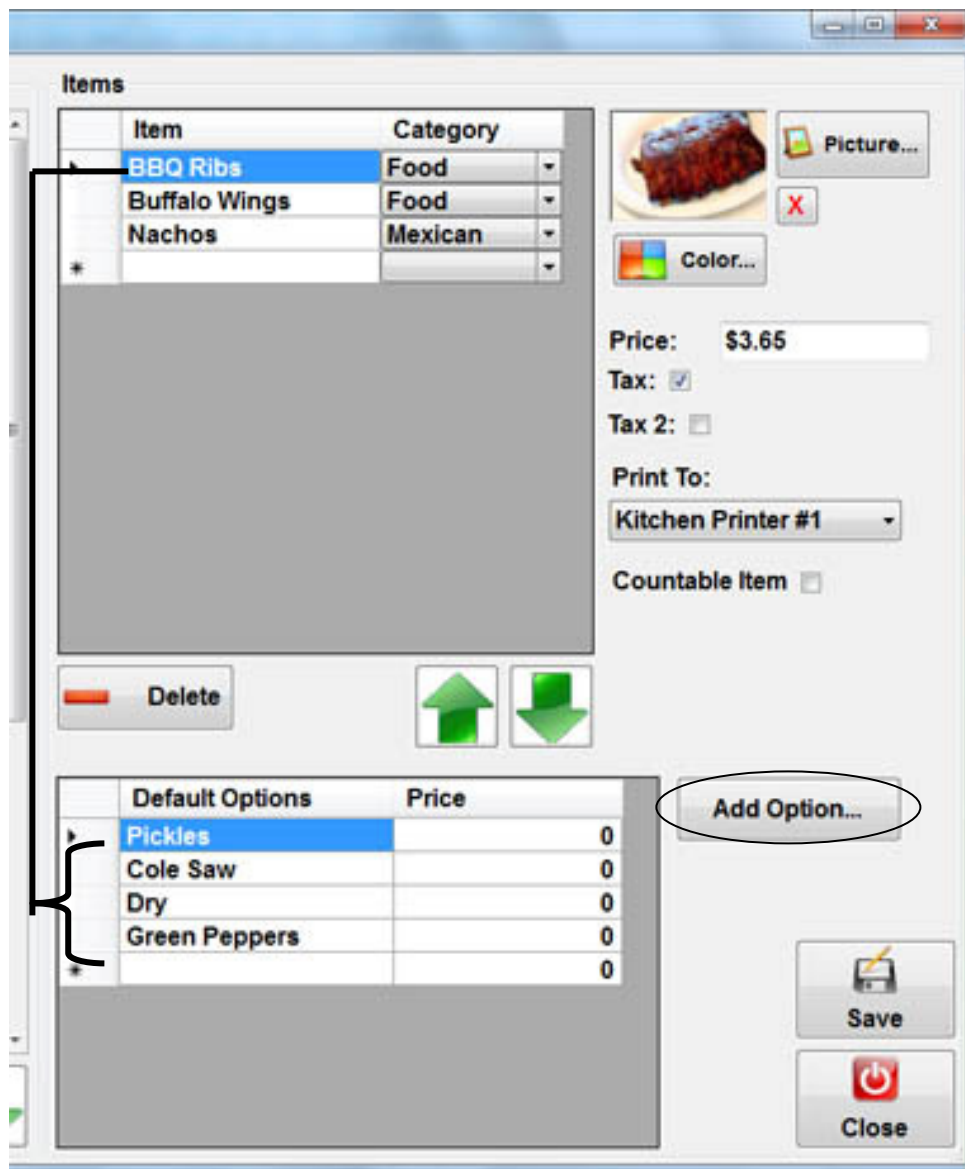 Items
Item Category
BBQ Ribs Food
Buffalo Wings Food
Nachos Mexican
*
Picture...
X
Color...
Price: $3.65
Tax:
Tax 2:
Print To:
Kitchen Printer #1
Countable Item
Delete
Default Options Price
Pickles 0
Cole Saw 0
Dry 0
Green Peppers 0
* 0
Add Option...
Save
Close